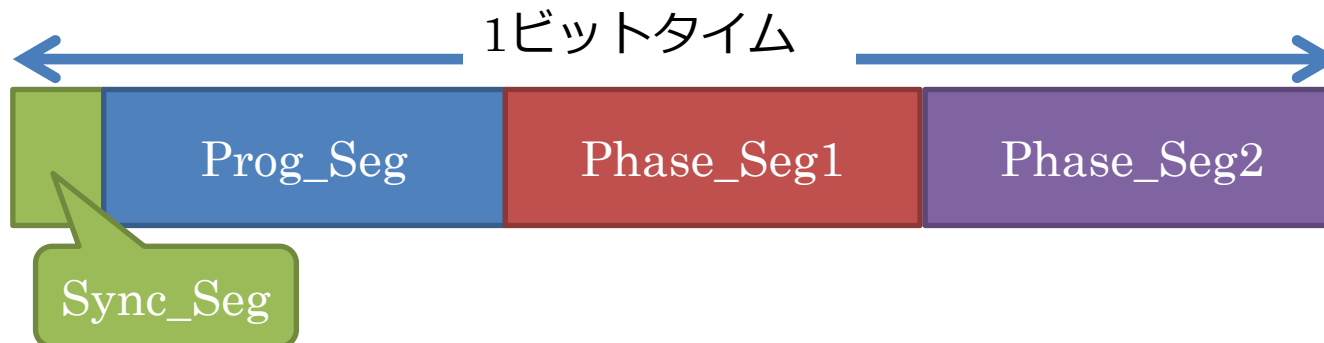 1ビットタイム
Prog_Seg
Phase_Seg1
Phase_Seg2
Sync_Seg